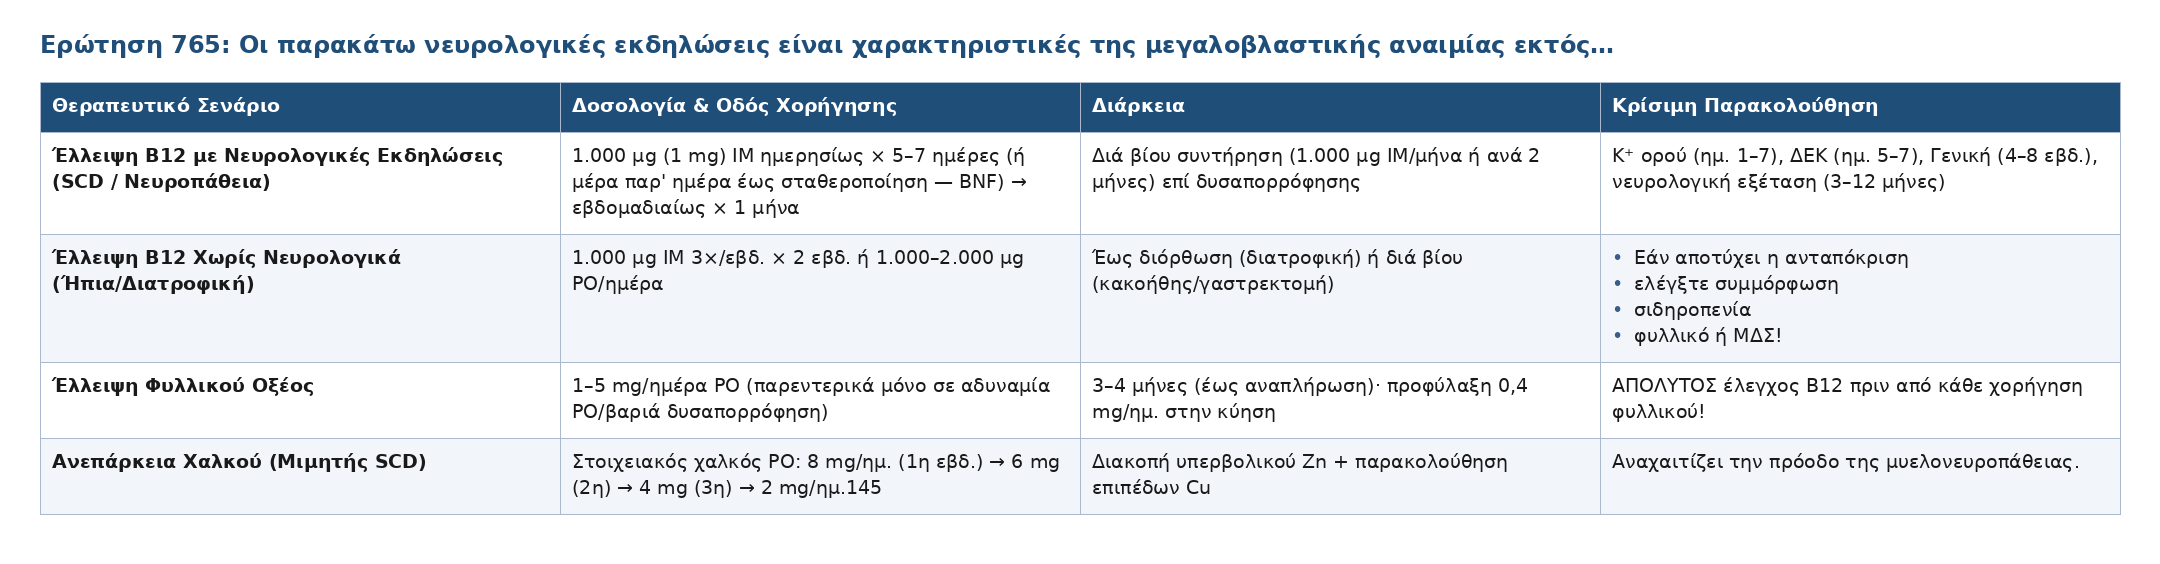 Ερώτηση 765: Οι παρακάτω νευρολογικές εκδηλώσεις είναι χαρακτηριστικές της μεγαλοβλαστικής αναιμίας εκτός…
Θεραπευτικό Σενάριο
Δοσολογία & Οδός Χορήγησης
Διάρκεια
Κρίσιμη Παρακολούθηση
Έλλειψη Β12 με Νευρολογικές Εκδηλώσεις
(SCD / Νευροπάθεια)
1.000 μg (1 mg) IM ημερησίως × 5–7 ημέρες (ή
μέρα παρ' ημέρα έως σταθεροποίηση — BNF) →
εβδομαδιαίως × 1 μήνα
Διά βίου συντήρηση (1.000 μg IM/μήνα ή ανά 2
μήνες) επί δυσαπορρόφησης
K⁺ ορού (ημ. 1–7), ΔΕΚ (ημ. 5–7), Γενική (4–8 εβδ.),
νευρολογική εξέταση (3–12 μήνες)
Έλλειψη Β12 Χωρίς Νευρολογικά
(Ήπια/Διατροφική)
1.000 μg IM 3×/εβδ. × 2 εβδ. ή 1.000–2.000 μg
PO/ημέρα
Έως διόρθωση (διατροφική) ή διά βίου
(κακοήθης/γαστρεκτομή)
• Εάν αποτύχει η ανταπόκριση
• ελέγξτε συμμόρφωση
• σιδηροπενία
• φυλλικό ή ΜΔΣ!
Έλλειψη Φυλλικού Οξέος
1–5 mg/ημέρα PO (παρεντερικά μόνο σε αδυναμία
PO/βαριά δυσαπορρόφηση)
3–4 μήνες (έως αναπλήρωση)· προφύλαξη 0,4
mg/ημ. στην κύηση
ΑΠΟΛΥΤΟΣ έλεγχος Β12 πριν από κάθε χορήγηση
φυλλικού!
Ανεπάρκεια Χαλκού (Μιμητής SCD)
Στοιχειακός χαλκός PO: 8 mg/ημ. (1η εβδ.) → 6 mg
(2η) → 4 mg (3η) → 2 mg/ημ.145
Διακοπή υπερβολικού Zn + παρακολούθηση
επιπέδων Cu
Αναχαιτίζει την πρόοδο της μυελονευροπάθειας.